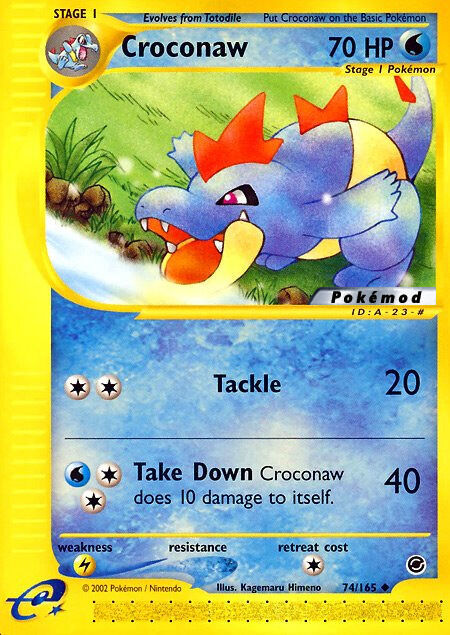 STAGE 1 Evolves from Totodile Put Croconaw on the Basic Pokémon
Croconaw 70 HP
Stage 1 Pokémon
Pokémod
ID:A-23-#
Tackle 20
Take Down Croconaw
does 10 damage to itself. 40
weakness resistance retreat cost
© 2002 Pokémon / Nintendo Illus. Kagemaru Himeno 74/165
e